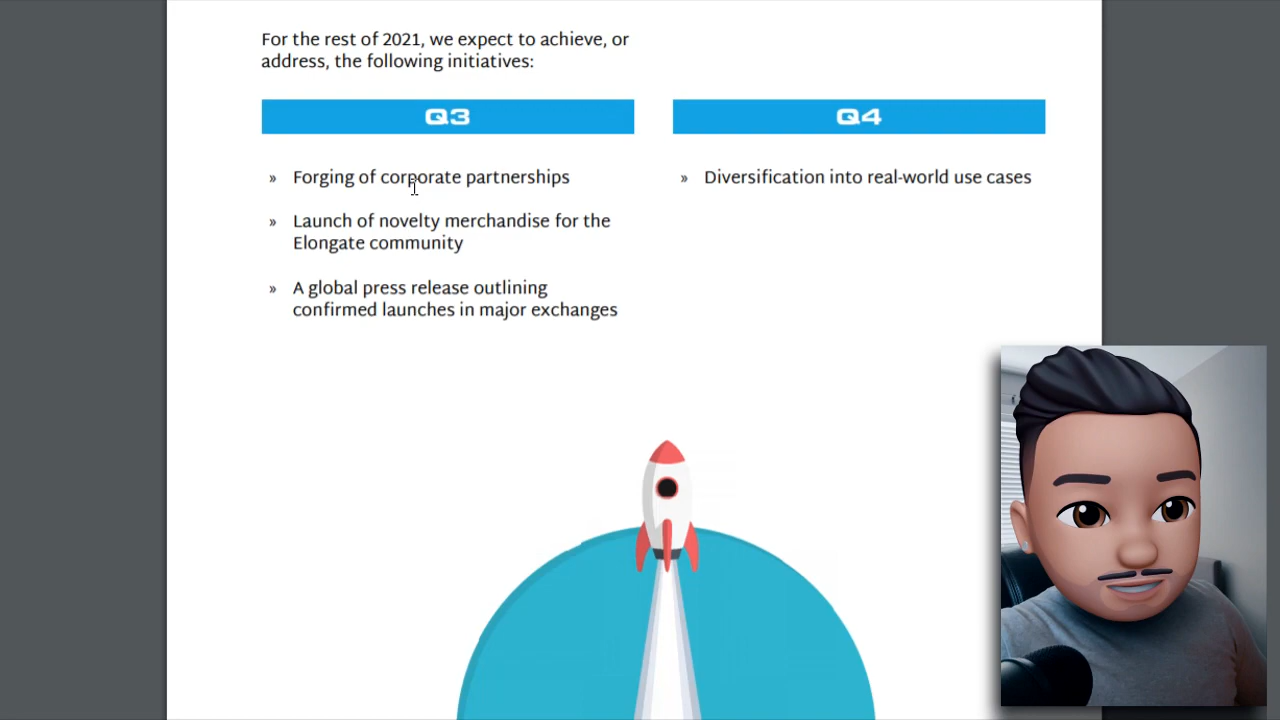 For the rest of 2021, we expect to achieve, or
address, the following initiatives:
Q3
» Forging of corporate partnerships
» Launch of novelty merchandise for the
Elongate community
» A global press release outlining
confirmed launches in major exchanges
Q4
» Diversification into real-world use cases